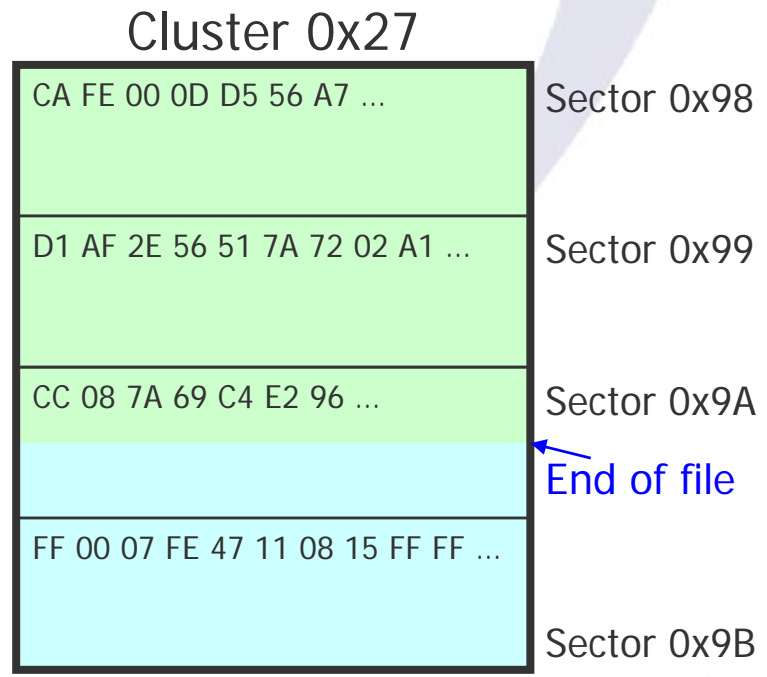 Cluster 0x27
CA FE 00 0D D5 56 A7 ...
Sector 0x98
D1 AF 2E 56 51 7A 72 02 A1 ...
Sector 0x99
CC 08 7A 69 C4 E2 96 ...
Sector 0x9A
End of file
FF 00 07 FE 47 11 08 15 FF FF ...
Sector 0x9B